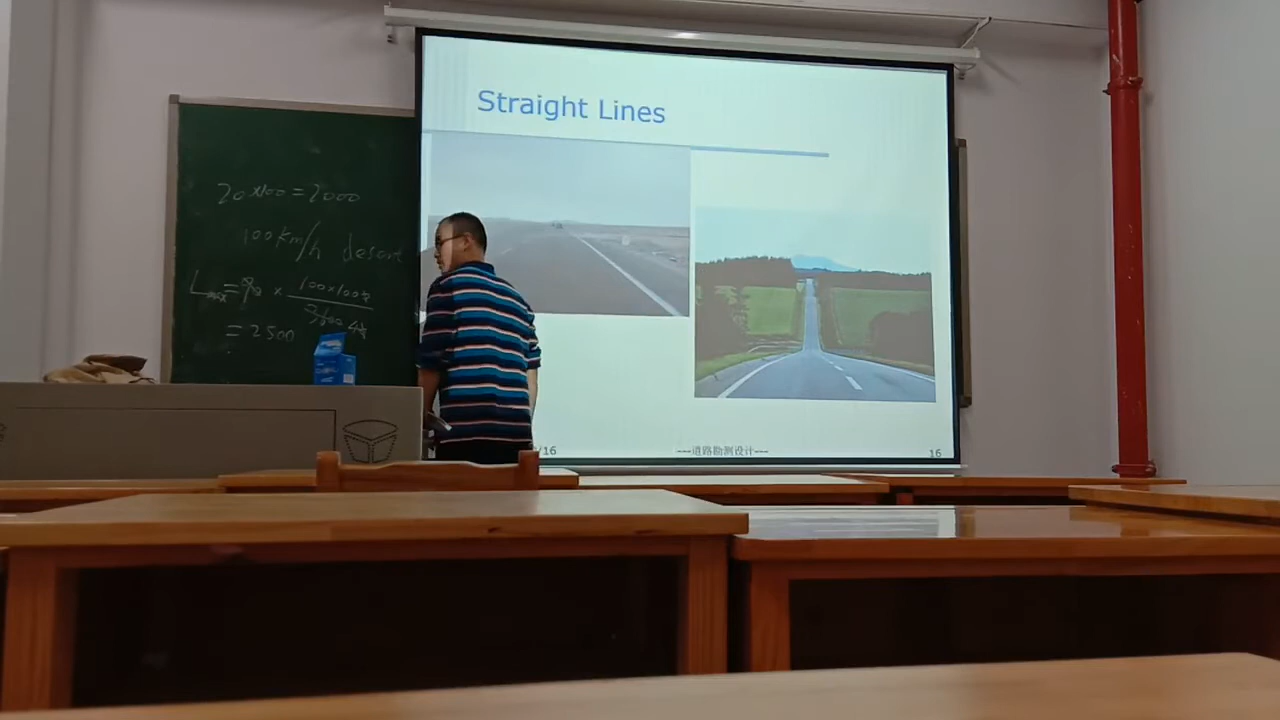 Straight Lines
20×100=2000
100km/h desert
= 2500
/16
---道路勘测设计---
16